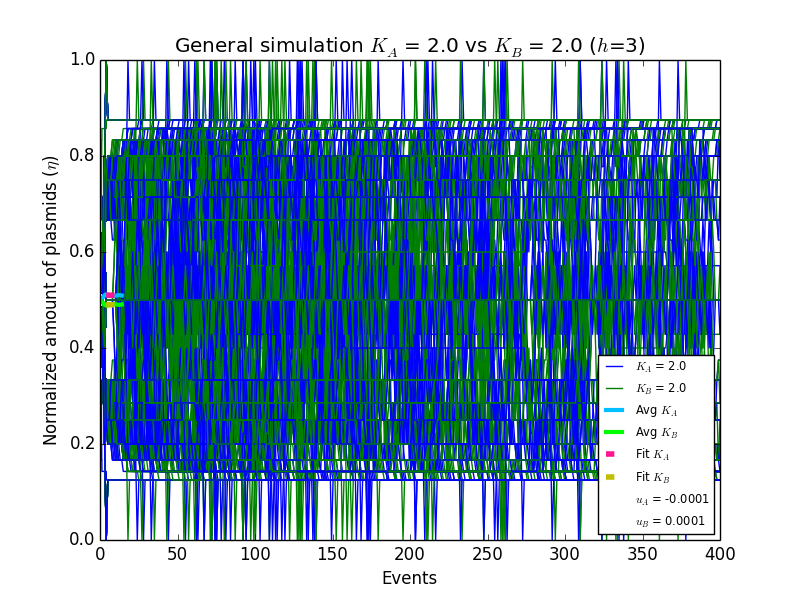 General simulation K_A = 2.0 vs K_B = 2.0 (h=3)
Normalized amount of plasmids (η)
1.0
0.8
0.6
0.4
0.2
0.0
K_A = 2.0
K_B = 2.0
Avg K_A
Avg K_B
Fit K_A
Fit K_B
u_A = -0.0001
u_B = 0.0001
0 50 100 150 200 250 300 350 400
Events